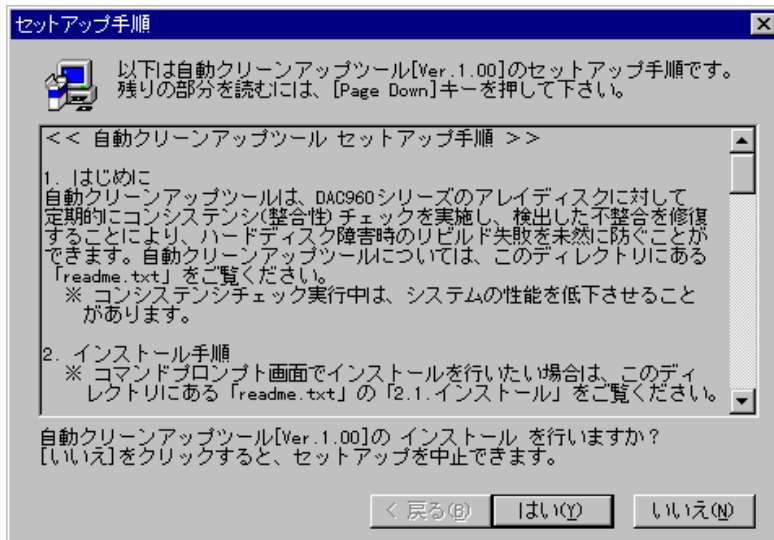 セットアップ手順
以下は自動クリーンアップツール[Ver.1.00]のセットアップ手順です。
残りの部分を読むには、[Page Down]キーを押して下さい。
<< 自動クリーンアップツール セットアップ手順 >>
1. はじめに
自動クリーンアップツールは、DAC960シリーズのアレイディスクに対して
定期的にコンシステンシ(整合性)チェックを実施し、検出した不整合を修復
することにより、ハードディスク障害時のリビルド失敗を未然に防ぐことが
できます。自動クリーンアップツールについては、このディレクトリにある
「readme.txt」をご覧ください。
※ コンシステンシチェック実行中は、システムの性能を低下させること
があります。
2. インストール手順
※ コマンドプロンプト画面でインストールを行いたい場合は、このディ
レクトリにある「readme.txt」の「2.1.インストール」をご覧ください。
自動クリーンアップツール[Ver.1.00]の インストール を行いますか?
[いいえ]をクリックすると、セットアップを中止できます。
< 戻る(B) はい(Y) いいえ(N)